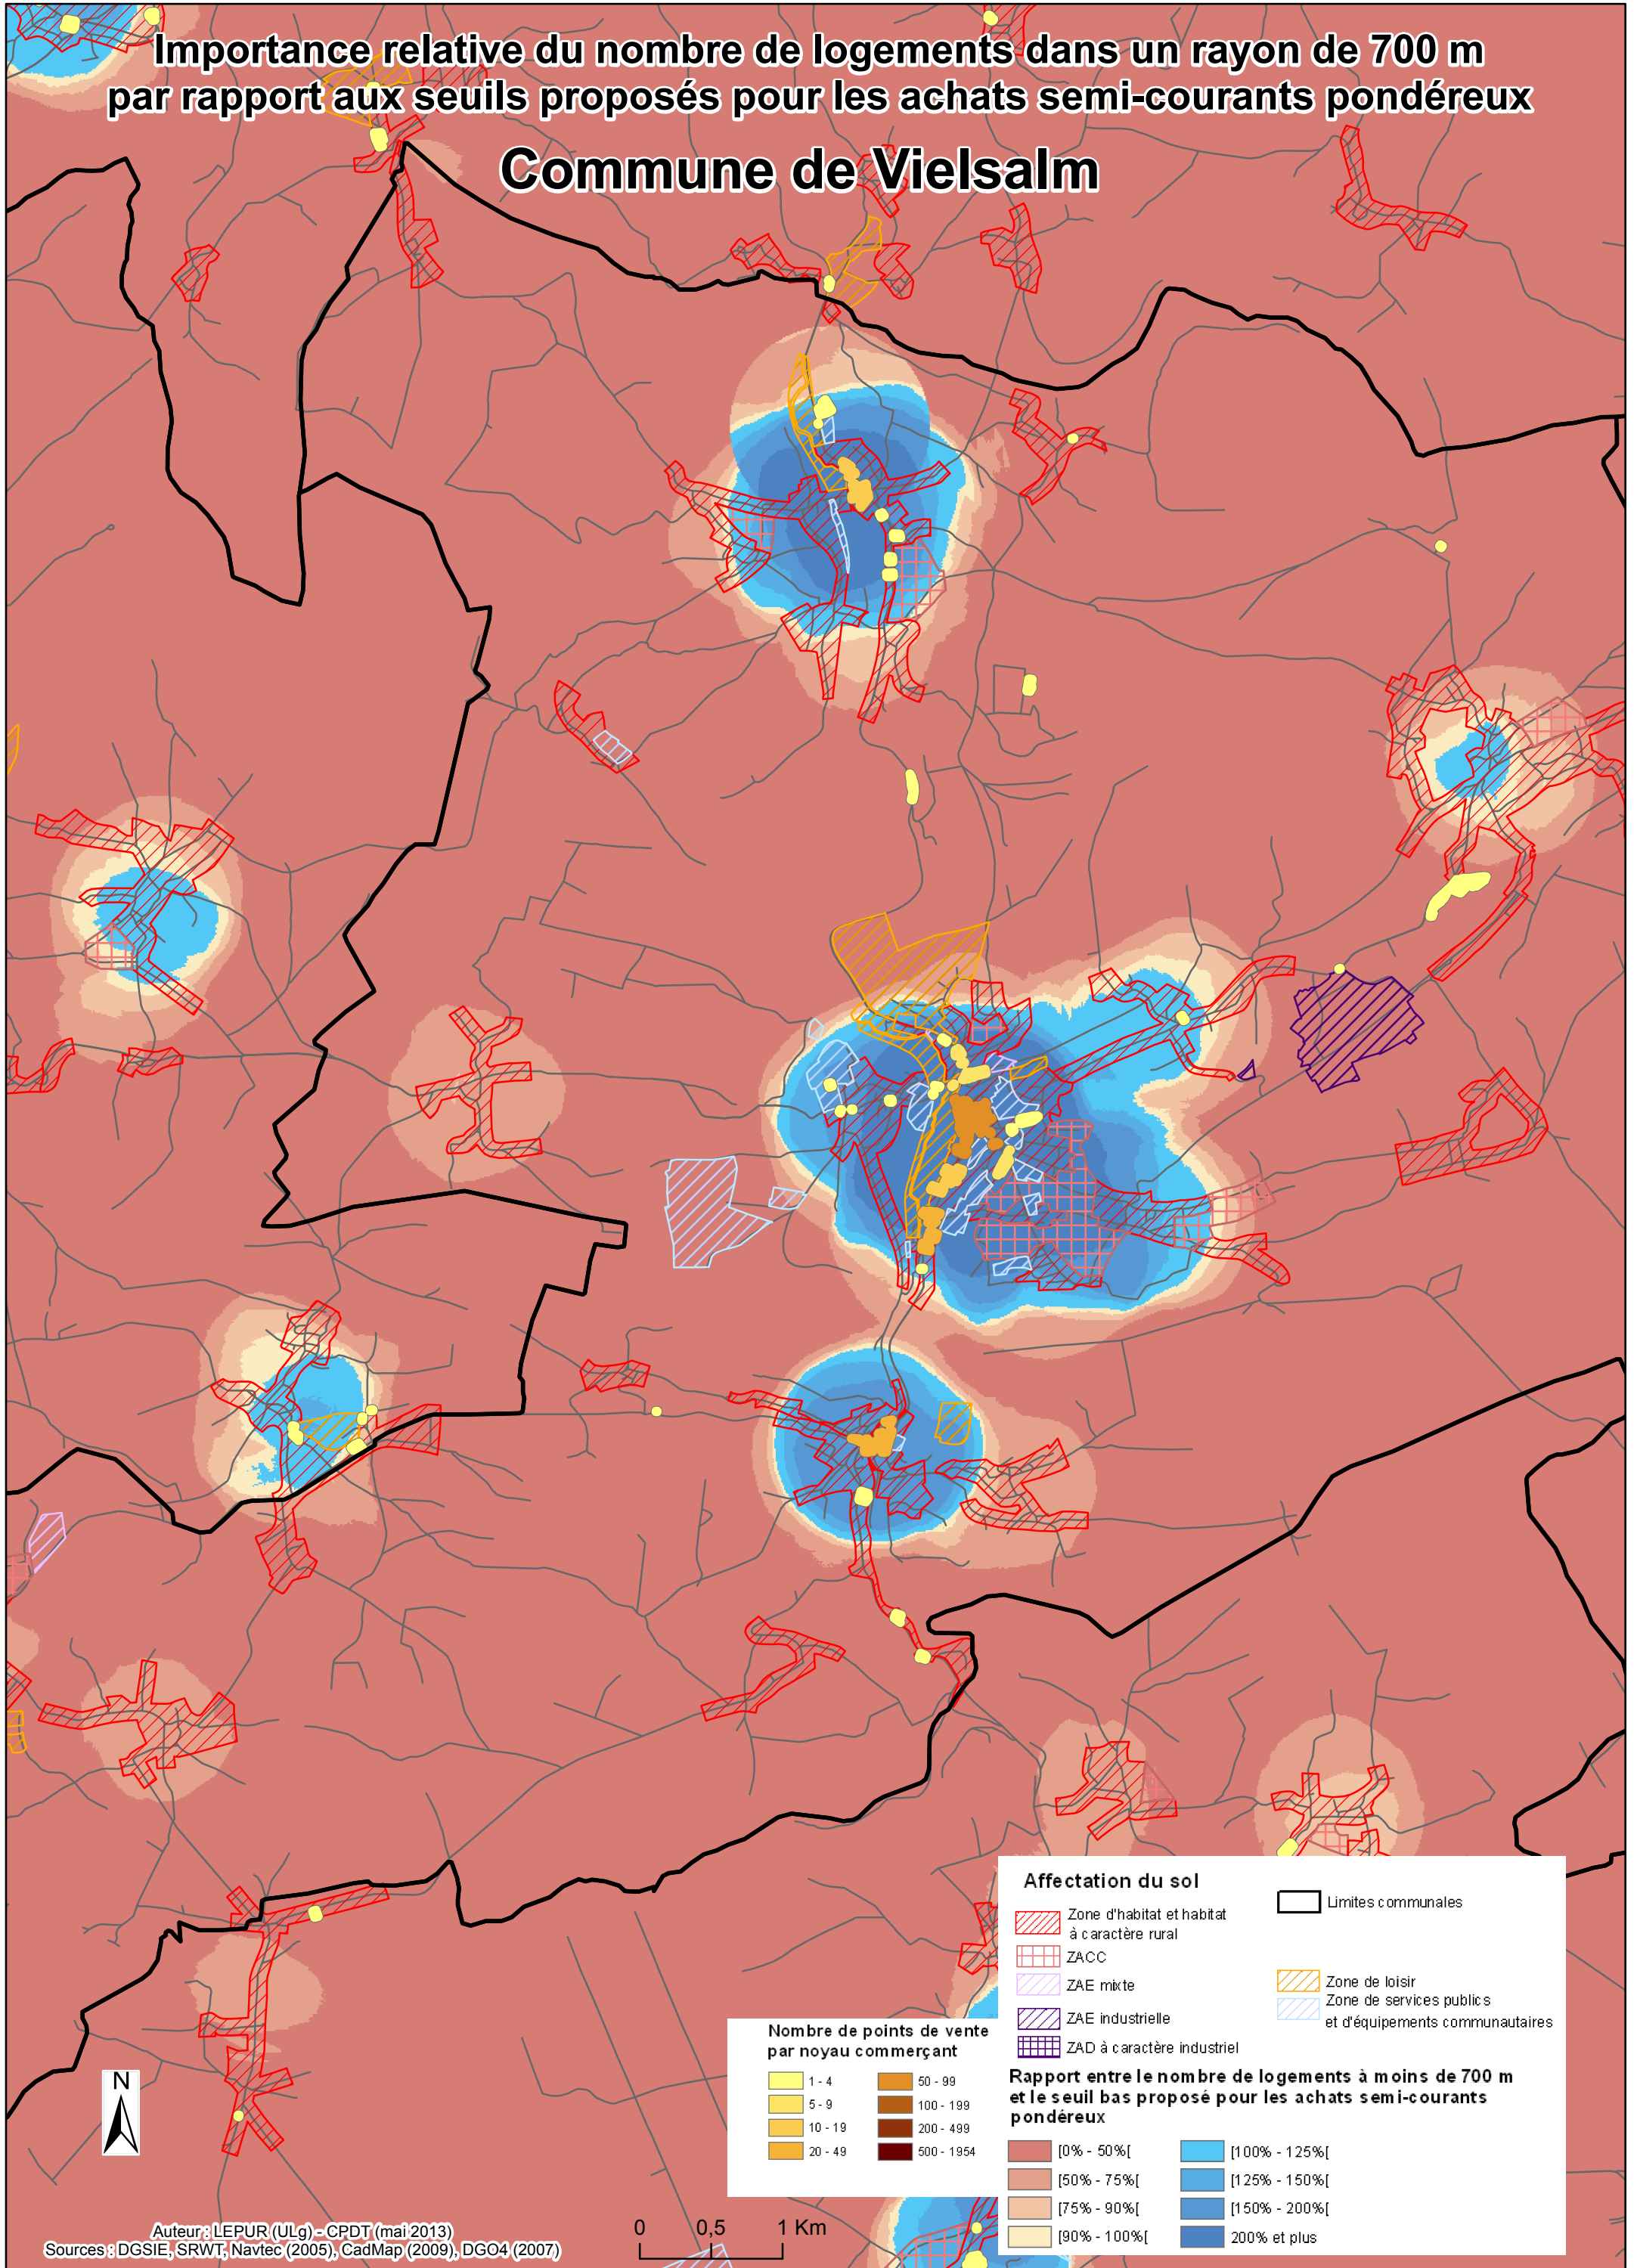 Importance relative du nombre de logements dans un rayon de 700 m
par rapport aux seuils proposés pour les achats semi-courants pondéreux
Commune de Vielsalm
Affectation du sol
Zone d'habitat et habitat
à caractère rural
ZACC
ZAE mixte
ZAE industrielle
ZAD à caractère industriel
Limites communales
Zone de loisir
Zone de services publics
et d'équipements communautaires
Nombre de points de vente
par noyau commerçant
1 - 4
5 - 9
10 - 19
20 - 49
50 - 99
100 - 199
200 - 499
500 - 1954
Rapport entre le nombre de logements à moins de 700 m
et le seuil bas proposé pour les achats semi-courants
pondéreux
[0% - 50%[
[50% - 75%[
[75% - 90%[
[90% - 100%[
[100% - 125%[
[125% - 150%[
[150% - 200%[
200% et plus
N
Auteur : LEPUR (ULg) - CPDT (mai 2013)
Sources : DGSIE, SRWT, Navtec (2005), CadMap (2009), DGO4 (2007)
0 0,5 1 Km